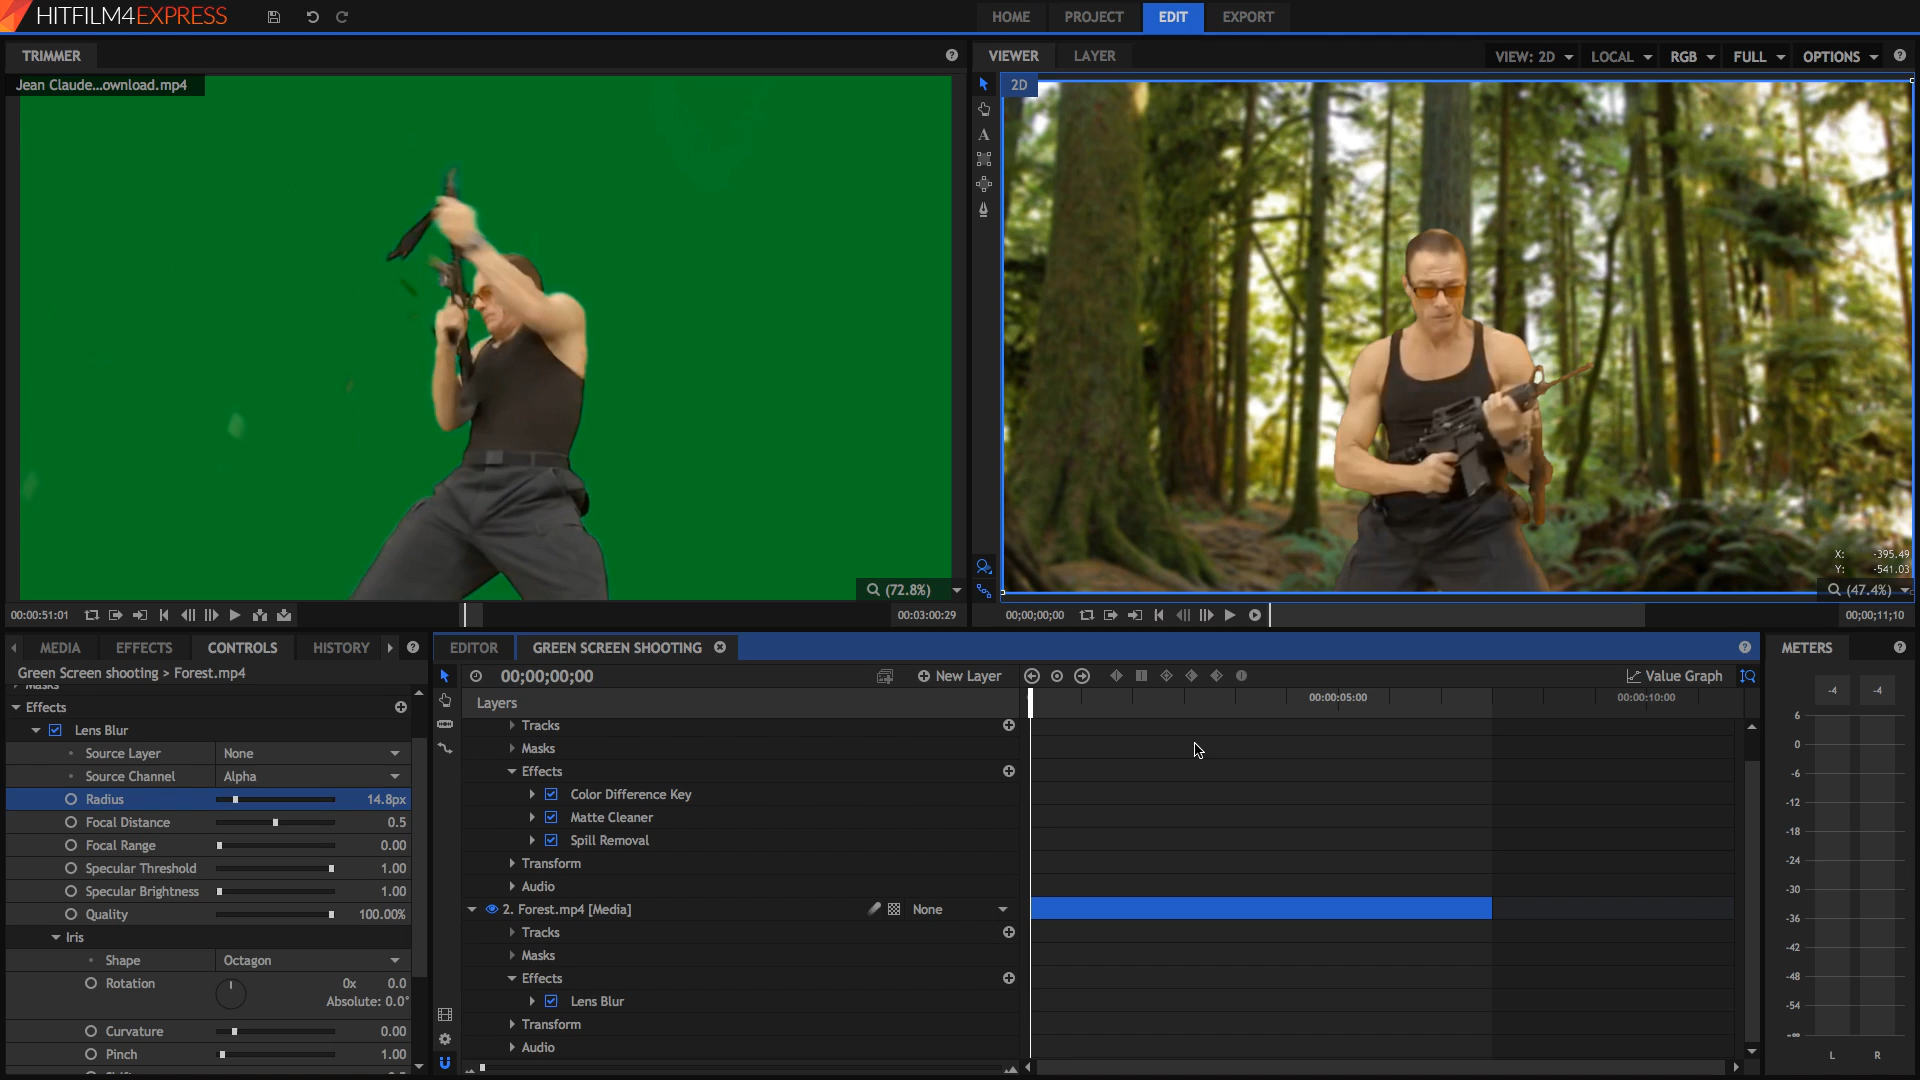 HITFILM4EXPRESS
HOME
PROJECT
EDIT
EXPORT
TRIMMER
VIEWER
LAYER
VIEW: 2D
LOCAL
RGB
FULL
OPTIONS
Jean Claude...ownload.mp4
2D
A
X: -395.49
Y: -541.03
(72.8%)
(47.4%)
00:00:51:01
00:03:00:29
00;00;00;00
00;00;11;10
MEDIA
EFFECTS
CONTROLS
HISTORY
EDITOR
GREEN SCREEN SHOOTING
METERS
Green Screen shooting > Forest.mp4
Masks
Effects
Lens Blur
Source Layer None
Source Channel Alpha
Radius 14.8px
Focal Distance 0.5
Focal Range 0.00
Specular Threshold 1.00
Specular Brightness 1.00
Quality 100.00%
Iris
Shape Octagon
Rotation 0x 0.0
Absolute: 0.0°
Curvature 0.00
Pinch 1.00
00;00;00;00
New Layer
Value Graph
Layers
00:00:05:00
00:00:10:00
Tracks
Masks
Effects
Color Difference Key
Matte Cleaner
Spill Removal
Transform
Audio
2. Forest.mp4 [Media] None
Tracks
Masks
Effects
Lens Blur
Transform
Audio
-4 -4
6
0
-6
-12
-18
-24
-30
-36
-42
-48
-54
-∞
L R